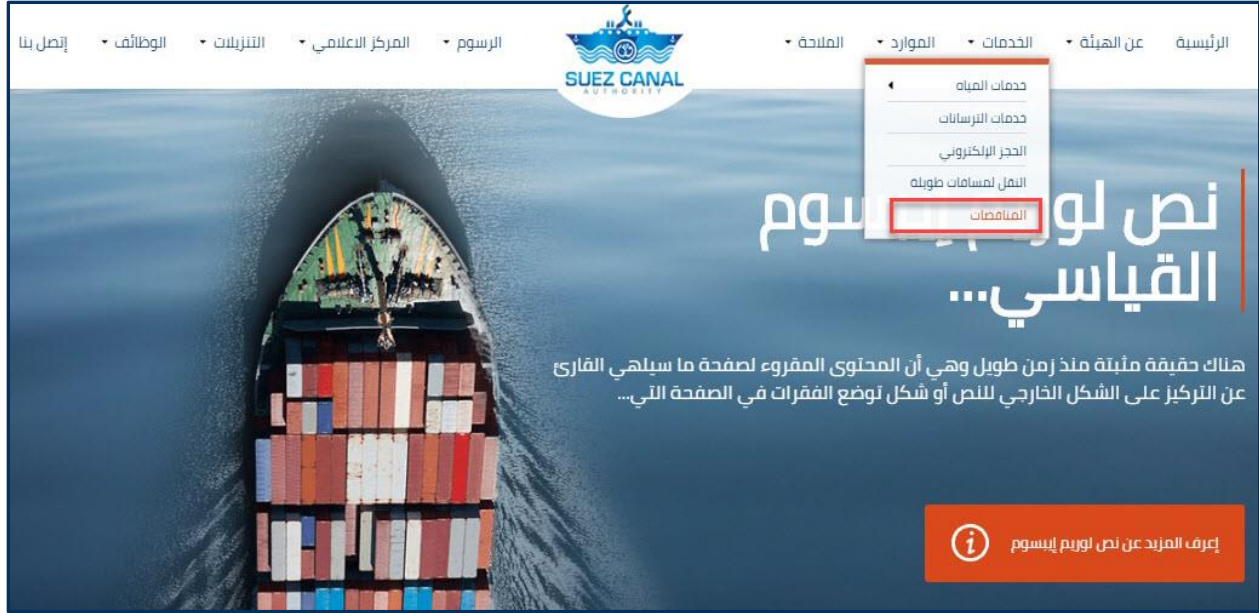 الرئيسية
عن الهيئة
الخدمات
الموارد
الملاحة
SUEZ CANAL
AUTHORITY
الرسوم
المركز الاعلامي
التنزيلات
الوظائف
إتصل بنا
خدمات المياه
خدمات الترسانات
الحجز الإلكتروني
النقل لمسافات طويلة
المناقصات
نص لوريم إيبسوم
القياسي...
هناك حقيقة مثبتة منذ زمن طويل وهي أن المحتوى المقروء لصفحة ما سيلهي القارئ
عن التركيز على الشكل الخارجي للنص أو شكل توضع الفقرات في الصفحة التي...
إعرف المزيد عن نص لوريم إيبسوم